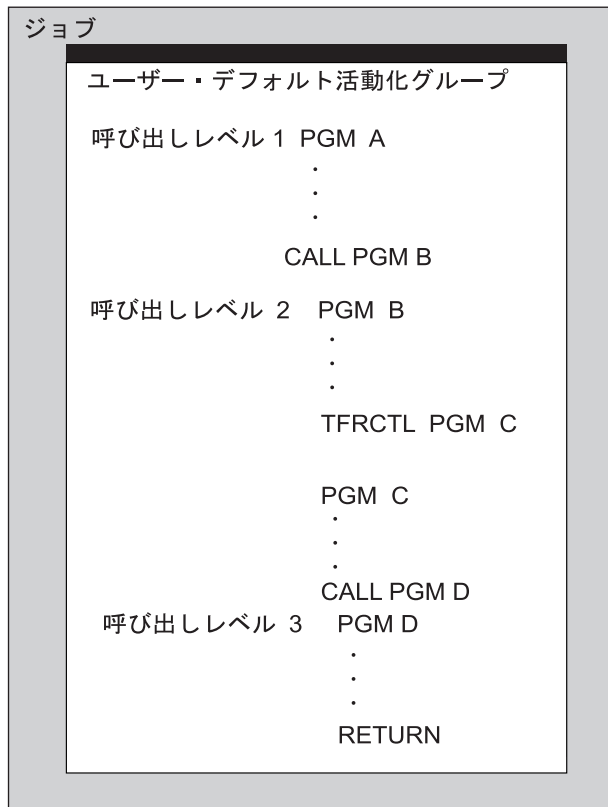 ジョブ
ユーザー・デフォルト活動化グループ
呼び出しレベル 1 PGM A
.
.
.
CALL PGM B
呼び出しレベル 2 PGM B
.
.
.
TFRCTL PGM C
PGM C
.
.
.
CALL PGM D
呼び出しレベル 3 PGM D
.
.
.
RETURN